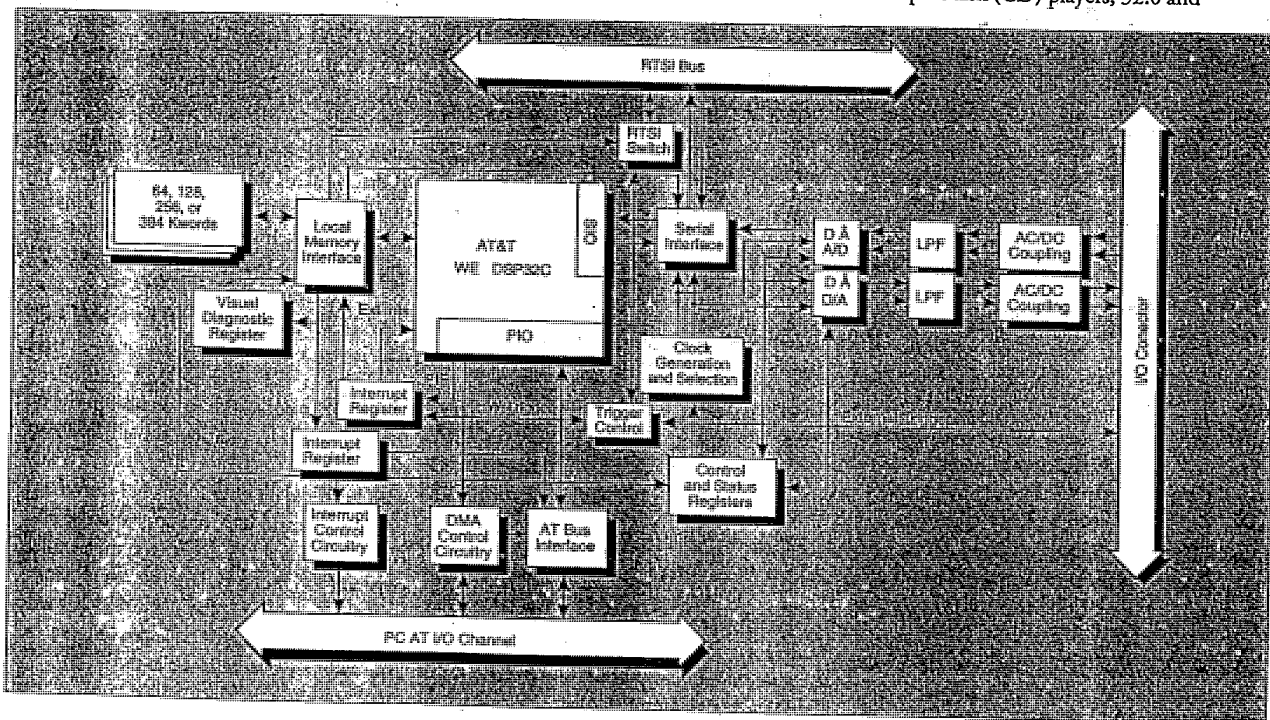 (CD) players, 32.0 and
RTSI Bus
RTSI
Switch
64, 128,
256, or
384 Kwords
Local
Memory
Interface
AT&T
WE DSP32C
SIO
PIO
Serial
Interface
D A
A/D
LPF
AC/DC
Coupling
D A
D/A
LPF
AC/DC
Coupling
I/O Connector
Visual
Diagnostic
Register
Clock
Generation
and Selection
Interrupt
Register
Trigger
Control
Interrupt
Register
Control
and Status
Registers
Interrupt
Control
Circuitry
DMA
Control
Circuitry
AT Bus
Interface
PC AT I/O Channel